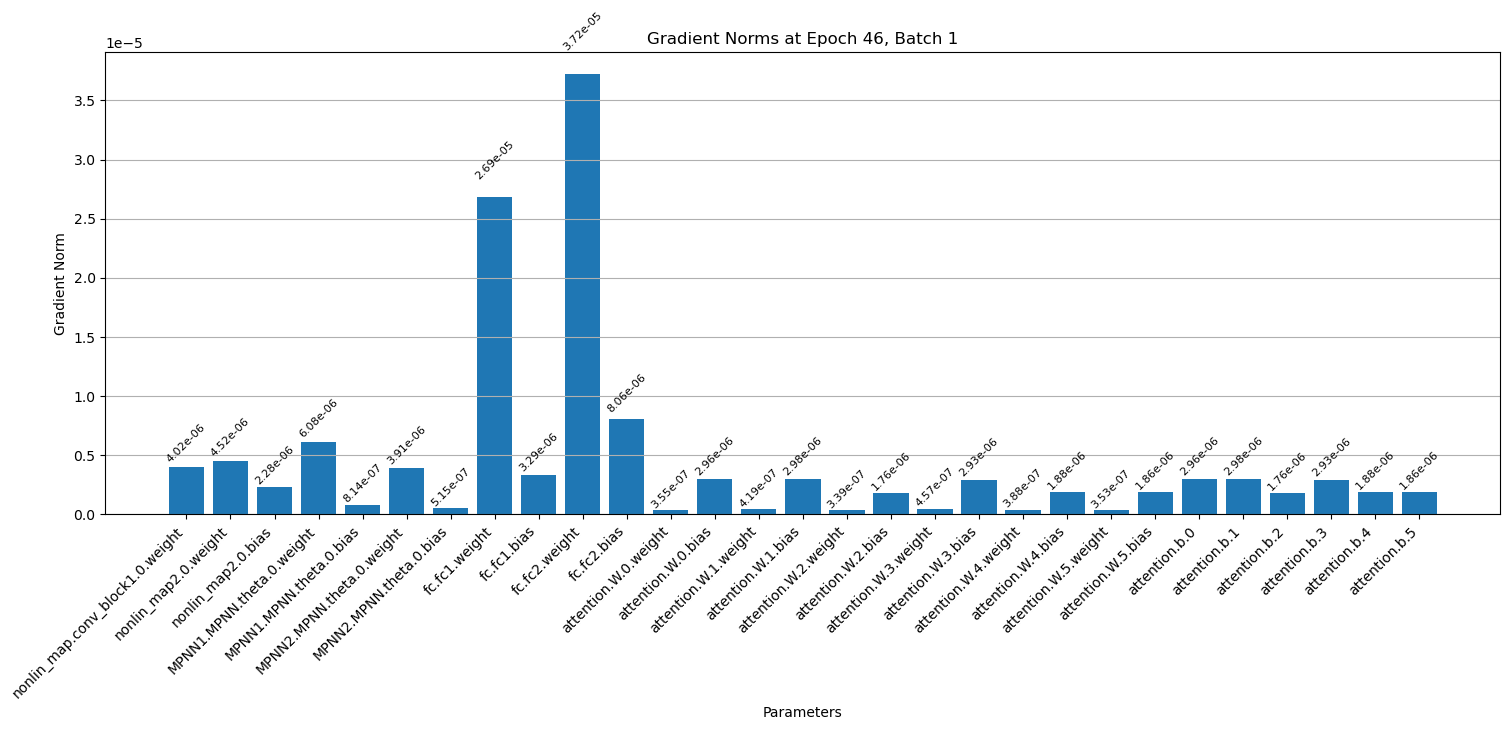 Gradient Norms at Epoch 46, Batch 1
1e−5
Gradient Norm
3.5
3.0
2.5
2.0
1.5
1.0
0.5
0.0
4.02e-06
4.52e-06
2.28e-06
6.08e-06
8.14e-07
3.91e-06
5.15e-07
2.69e-05
3.29e-06
3.72e-05
8.06e-06
3.55e-07
2.96e-06
4.19e-07
2.98e-06
3.39e-07
1.76e-06
4.57e-07
2.93e-06
3.88e-07
1.88e-06
3.53e-07
1.86e-06
2.96e-06
2.98e-06
1.76e-06
2.93e-06
1.88e-06
1.86e-06
nonlin_map.conv_block1.0.weight
nonlin_map2.0.weight
nonlin_map2.0.bias
MPNN1.MPNN.theta.0.weight
MPNN1.MPNN.theta.0.bias
MPNN2.MPNN.theta.0.weight
MPNN2.MPNN.theta.0.bias
fc.fc1.weight
fc.fc1.bias
fc.fc2.weight
fc.fc2.bias
attention.W.0.weight
attention.W.0.bias
attention.W.1.weight
attention.W.1.bias
attention.W.2.weight
attention.W.2.bias
attention.W.3.weight
attention.W.3.bias
attention.W.4.weight
attention.W.4.bias
attention.W.5.weight
attention.W.5.bias
attention.b.0
attention.b.1
attention.b.2
attention.b.3
attention.b.4
attention.b.5
Parameters